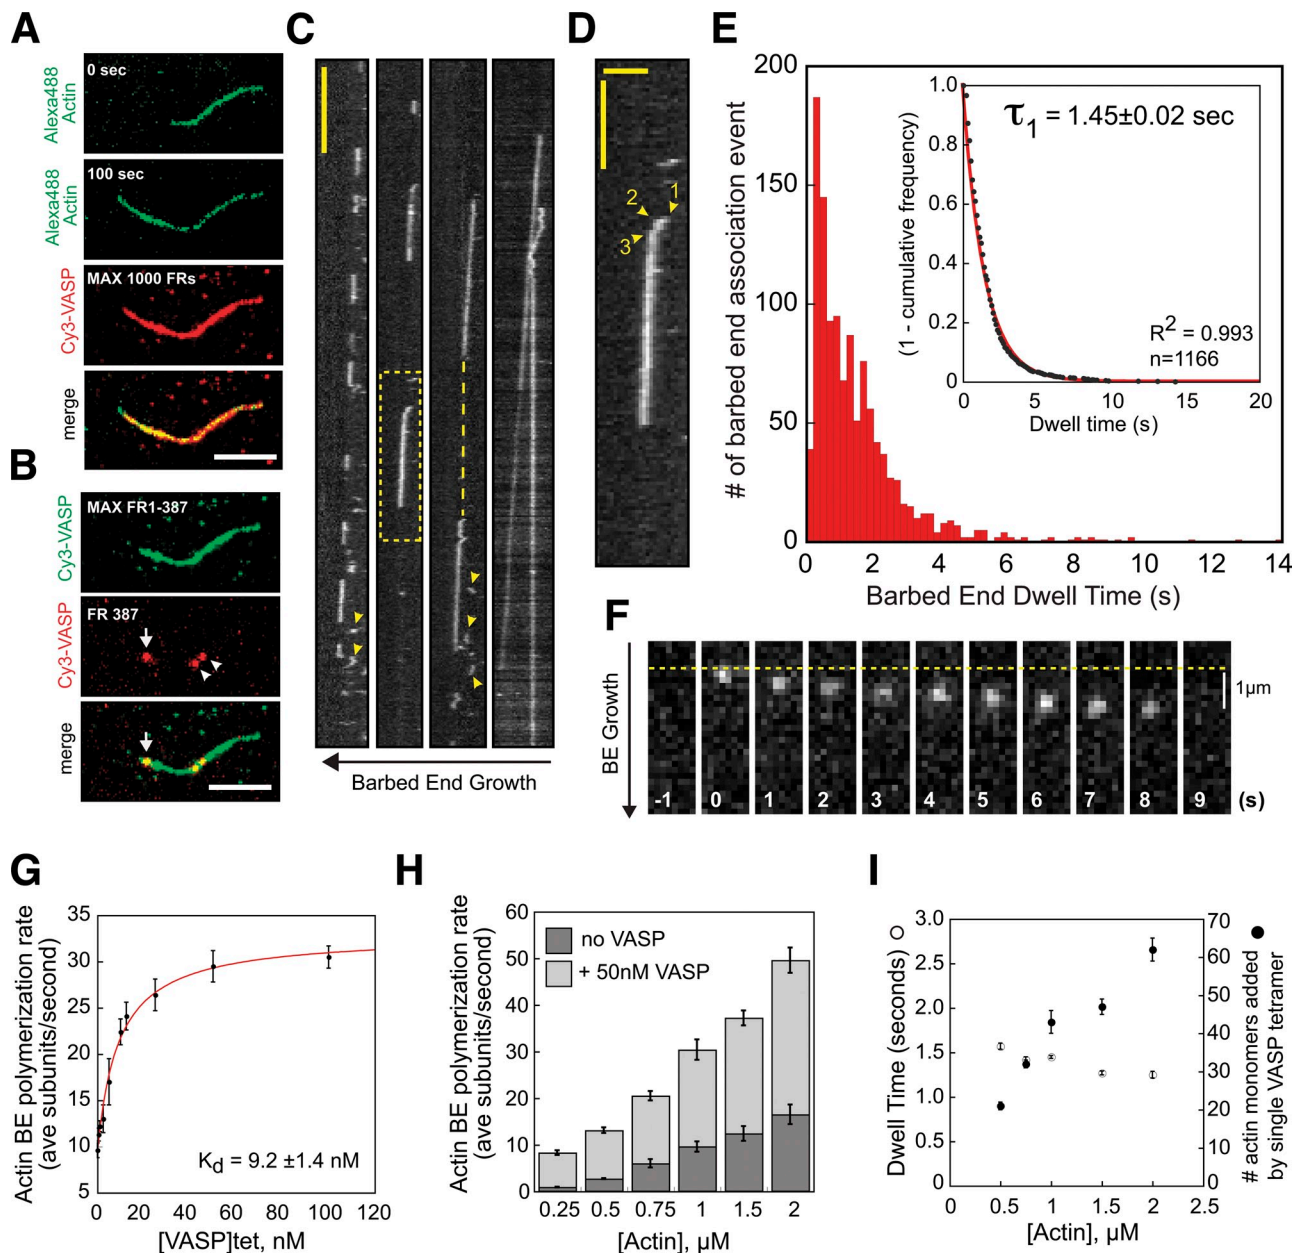 A
Alexa488
Actin
0 sec
Alexa488
Actin
100 sec
Cy3-VASP
MAX 1000 FRs
merge
B
Cy3-VASP
MAX FR1-387
Cy3-VASP
FR 387
merge
C
Barbed End Growth
D
1
2
3
E
# of barbed end association event
200
150
100
50
0
0 2 4 6 8 10 12 14
Barbed End Dwell Time (s)
(1 - cumulative frequency)
1.0
0.8
0.6
0.4
0.2
0
τ1 = 1.45±0.02 sec
R2 = 0.993
n=1166
0 5 10 15 20
Dwell time (s)
F
BE Growth
1µm
-1 0 1 2 3 4 5 6 7 8 9 (s)
G
Actin BE polymerization rate
(ave subunits/second)
35
30
25
20
15
10
5
Kd = 9.2 ±1.4 nM
0 20 40 60 80 100 120
[VASP]tet, nM
H
Actin BE polymerization rate
(ave subunits/second)
60
50
40
30
20
10
0
no VASP
+ 50nM VASP
0.25 0.5 0.75 1 1.5 2
[Actin], µM
I
Dwell Time (seconds)
3.0
2.5
2.0
1.5
1.0
0.5
0
70
60
50
40
30
20
10
0
# actin monomers added
by single VASP tetramer
0 0.5 1 1.5 2 2.5
[Actin], µM